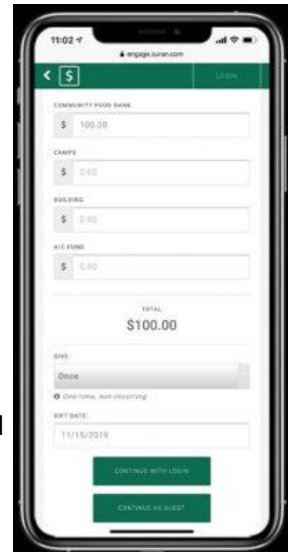 11:02
engage.suran.com
$
LOGIN
COMMUNITY FOOD BANK
$ 100.00
CAMPS
$ 0.00
BUILDING
$ 0.00
A/C FUND
$ 0.00
TOTAL
$100.00
GIVE:
Once
One-time, non-recurring
GIFT DATE:
11/15/2019
CONTINUE WITH LOGIN
CONTINUE AS GUEST